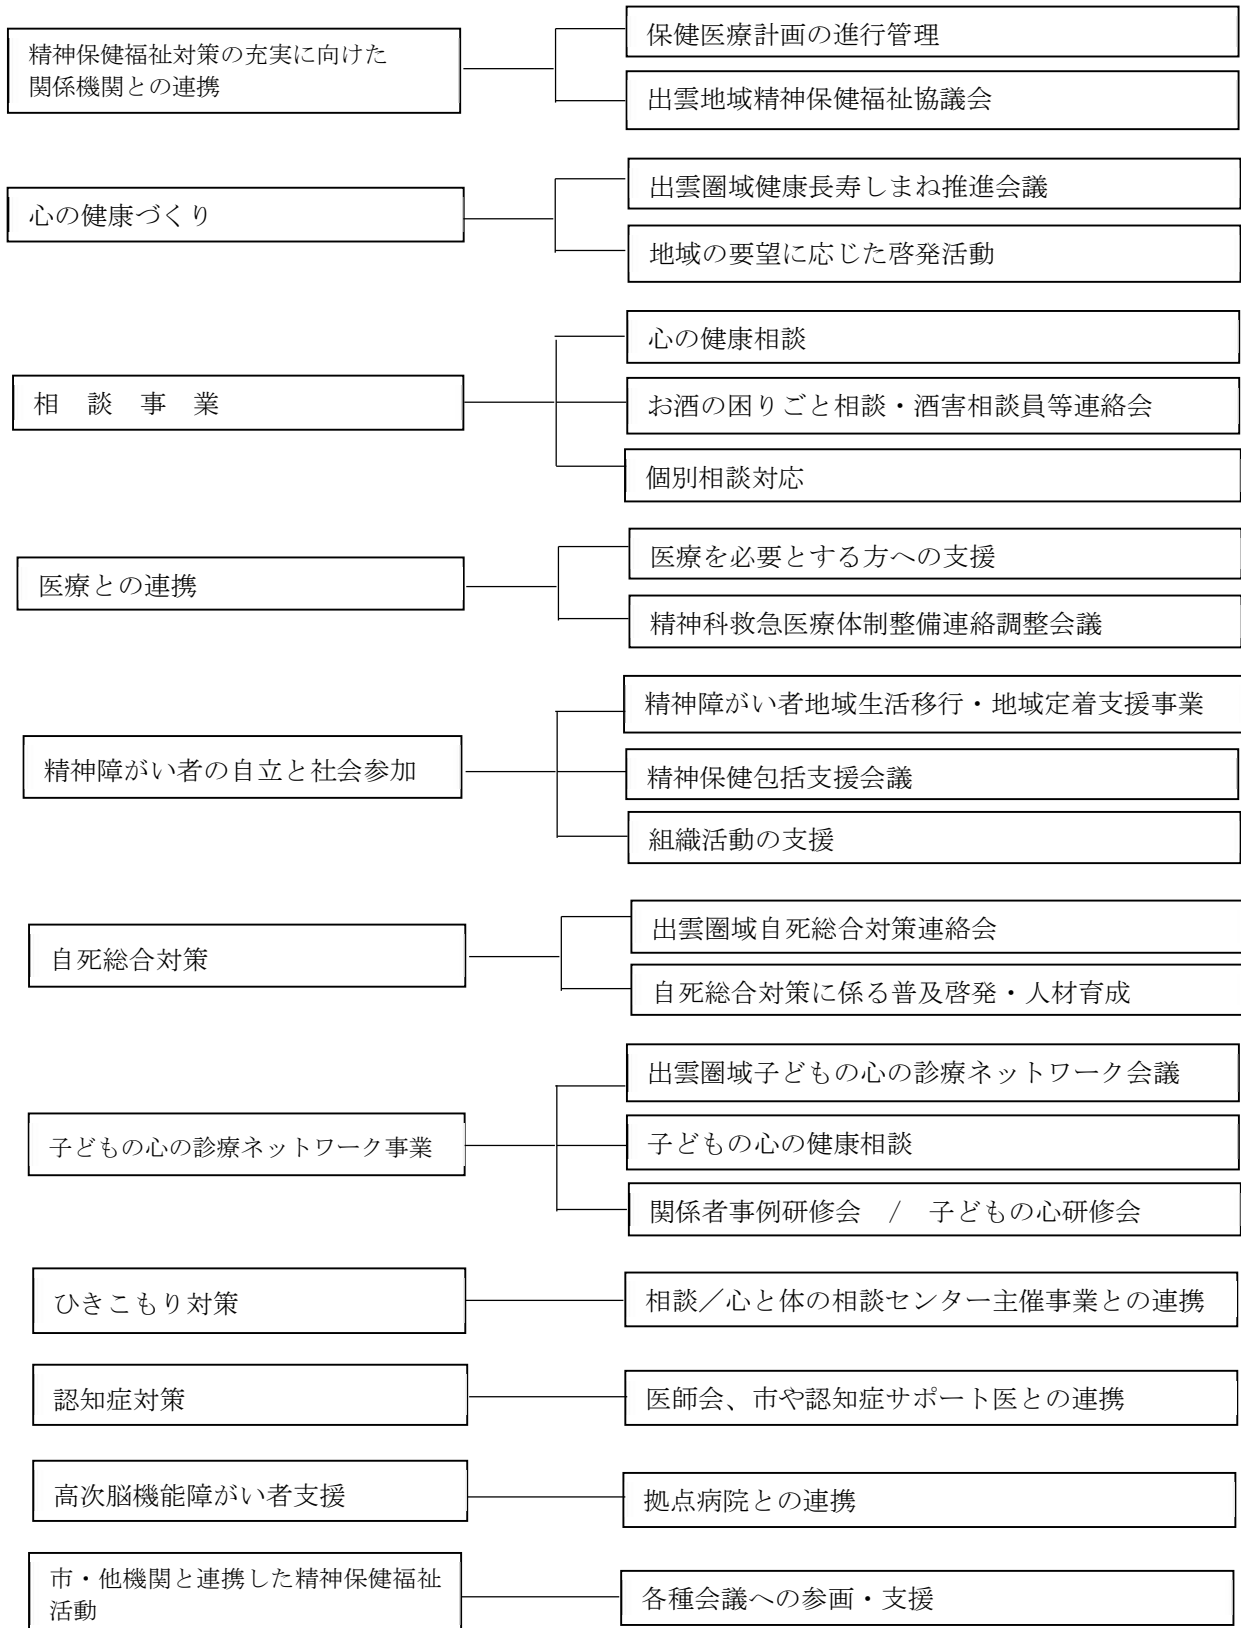 精神保健福祉対策の充実に向けた
関係機関との連携
保健医療計画の進行管理
出雲地域精神保健福祉協議会
心の健康づくり
出雲圏域健康長寿しまね推進会議
地域の要望に応じた啓発活動
相　談　事　業
心の健康相談
お酒の困りごと相談・酒害相談員等連絡会
個別相談対応
医療との連携
医療を必要とする方への支援
精神科救急医療体制整備連絡調整会議
精神障がい者の自立と社会参加
精神障がい者地域生活移行・地域定着支援事業
精神保健包括支援会議
組織活動の支援
自死総合対策
出雲圏域自死総合対策連絡会
自死総合対策に係る普及啓発・人材育成
子どもの心の診療ネットワーク事業
出雲圏域子どもの心の診療ネットワーク会議
子どもの心の健康相談
関係者事例研修会　/　子どもの心研修会
ひきこもり対策
相談／心と体の相談センター主催事業との連携
認知症対策
医師会、市や認知症サポート医との連携
高次脳機能障がい者支援
拠点病院との連携
市・他機関と連携した精神保健福祉
活動
各種会議への参画・支援